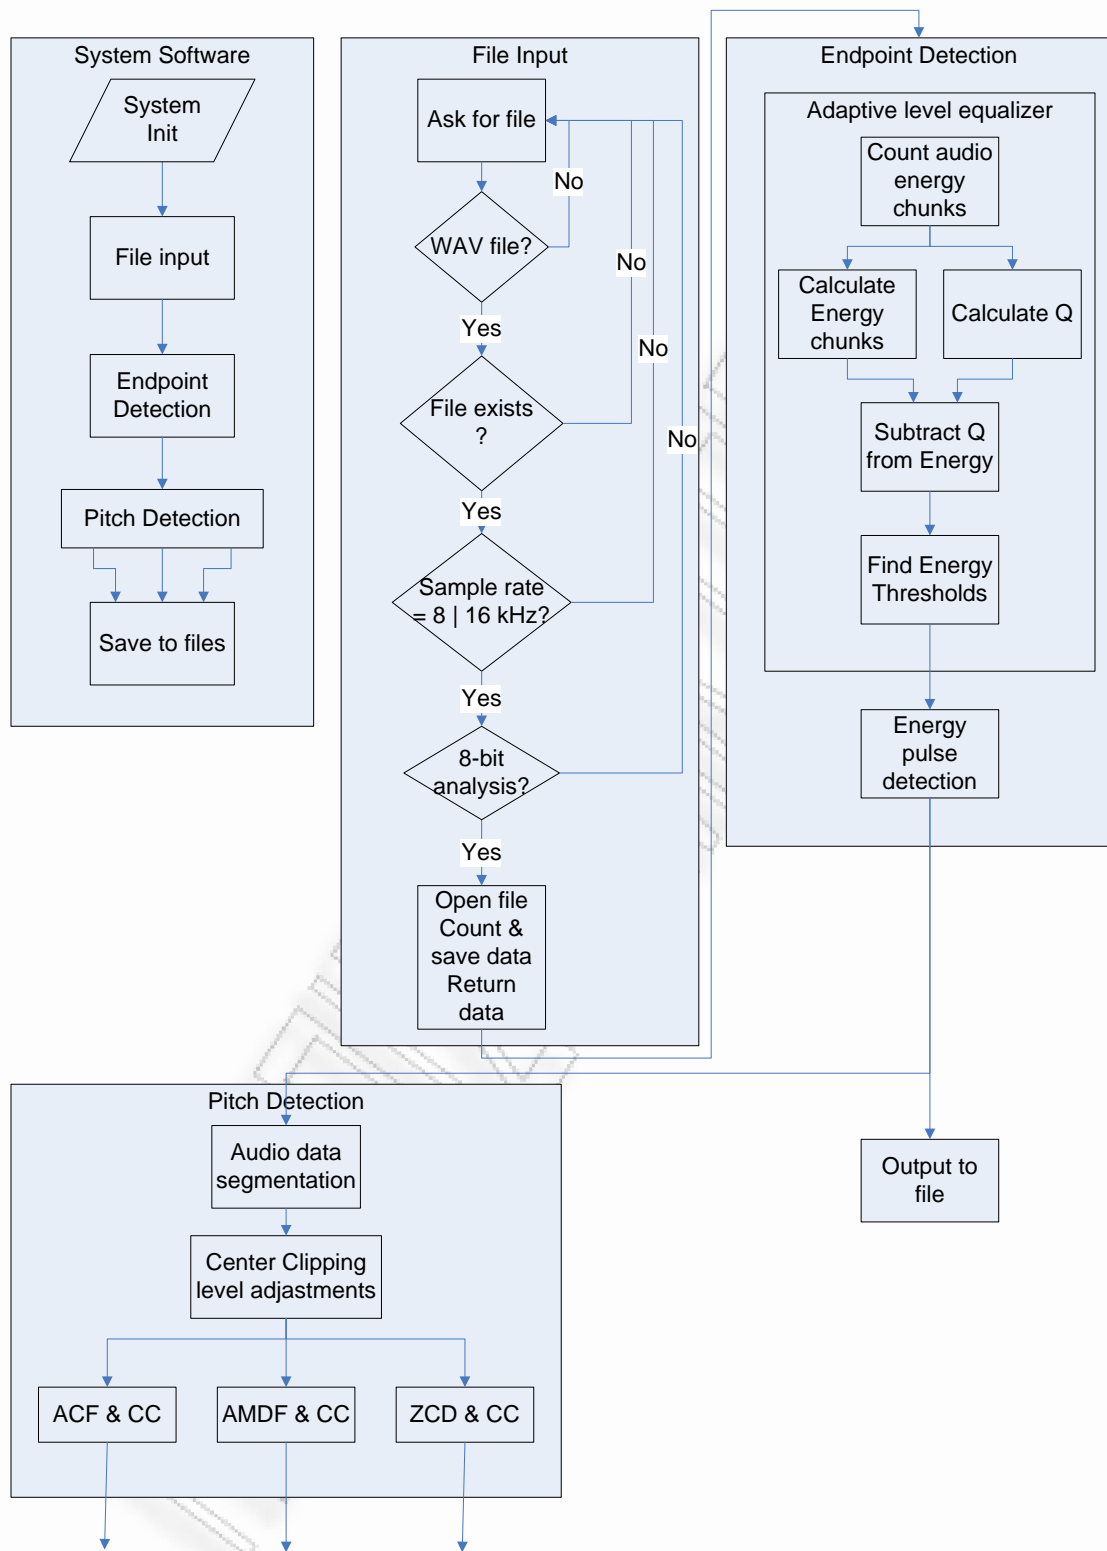 System Software
System
Init
File input
Endpoint
Detection
Pitch Detection
Save to files
File Input
Ask for file
No
WAV file?
No
Yes
No
File exists
?
No
Yes
Sample rate
= 8 | 16 kHz?
Yes
8-bit
analysis?
Yes
Open file
Count &
save data
Return
data
Endpoint Detection
Adaptive level equalizer
Count audio
energy
chunks
Calculate
Energy
chunks
Calculate Q
Subtract Q
from Energy
Find Energy
Thresholds
Energy
pulse
detection
Output to
file
Pitch Detection
Audio data
segmentation
Center Clipping
level adjastments
ACF & CC
AMDF & CC
ZCD & CC